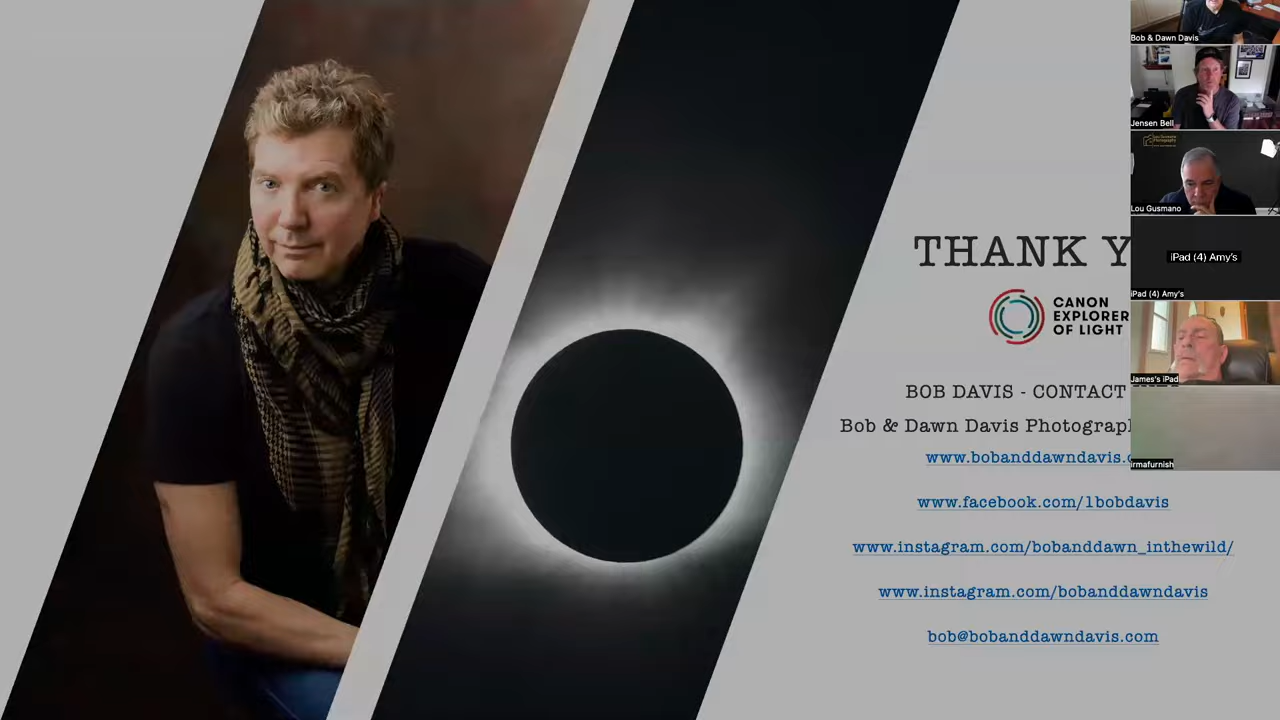 THANK Y
CANON
EXPLORER
OF LIGHT
BOB DAVIS - CONTACT
Bob & Dawn Davis Photograp
www.bobanddawndavis.c
www.facebook.com/1bobdavis
www.instagram.com/bobanddawn_inthewild/
www.instagram.com/bobanddawndavis
bob@bobanddawndavis.com
Bob & Dawn Davis
Jensen Bell
Lou Gusmano
iPad (4) Amy's
iPad (4) Amy's
James's iPad
irmafurnish